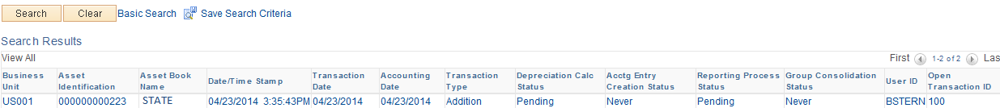 Search Clear Basic Search Save Search Criteria
Search Results
View All First 1-2 of 2 Las
Business Unit Asset Identification Asset Book Name Date/Time Stamp Transaction Date Accounting Date Transaction Type Depreciation Calc Status Acctg Entry Creation Status Reporting Process Status Group Consolidation Status User ID Open Transaction ID
US001 000000000223 STATE 04/23/2014 3:35:43PM 04/23/2014 04/23/2014 Addition Pending Never Pending Never BSTERN 100